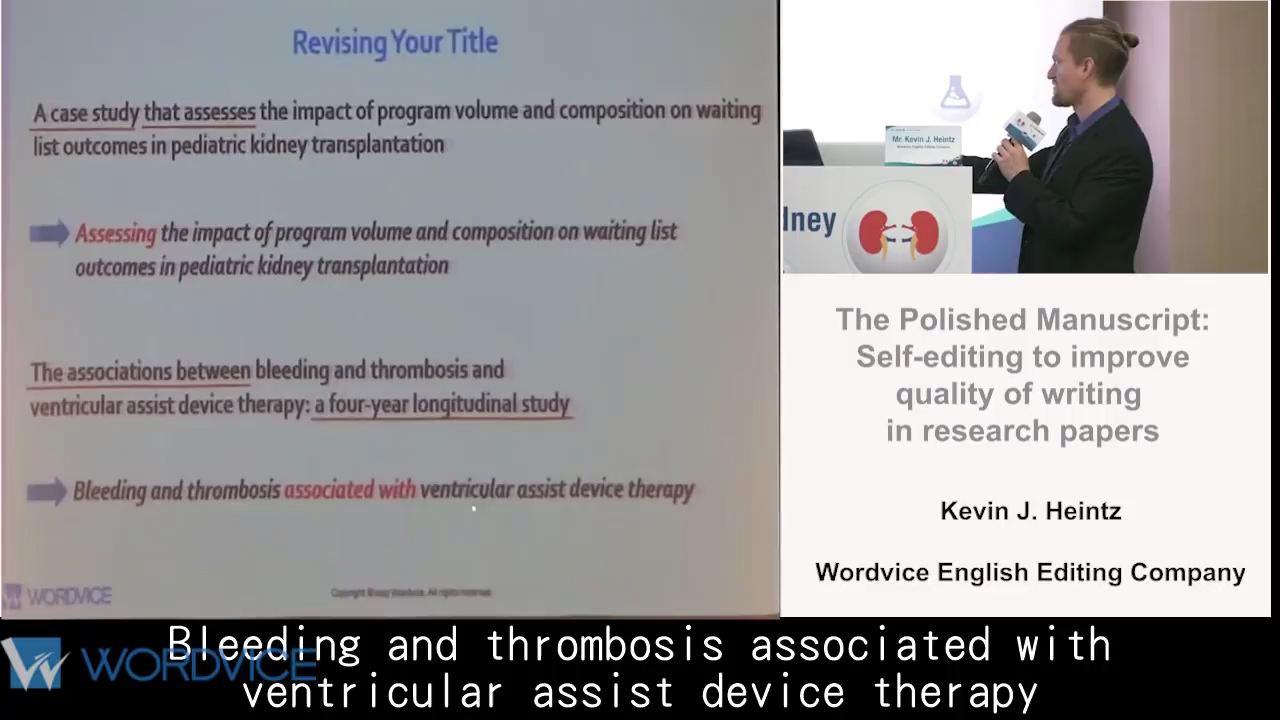 Revising Your Title
A case study that assesses the impact of program volume and composition on waiting
list outcomes in pediatric kidney transplantation
Assessing the impact of program volume and composition on waiting list
outcomes in pediatric kidney transplantation
The associations between bleeding and thrombosis and
ventricular assist device therapy: a four-year longitudinal study
Bleeding and thrombosis associated with ventricular assist device therapy
WORDVICE
Wordvice. All rights reserved.
Mr. Kevin J. Heintz
Wordvice English Editing Company
dney
The Polished Manuscript:
Self-editing to improve
quality of writing
in research papers
Kevin J. Heintz
Wordvice English Editing Company
WORDVICE
Bleeding and thrombosis associated with
ventricular assist device therapy